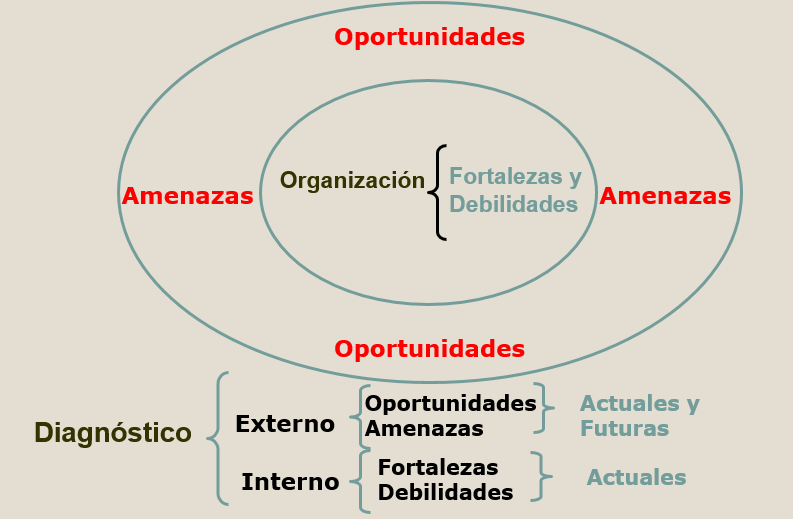 Oportunidades
Organización
Fortalezas y
Debilidades
Amenazas
Amenazas
Oportunidades
Diagnóstico
Externo
Oportunidades
Amenazas
Actuales y
Futuras
Interno
Fortalezas
Debilidades
Actuales